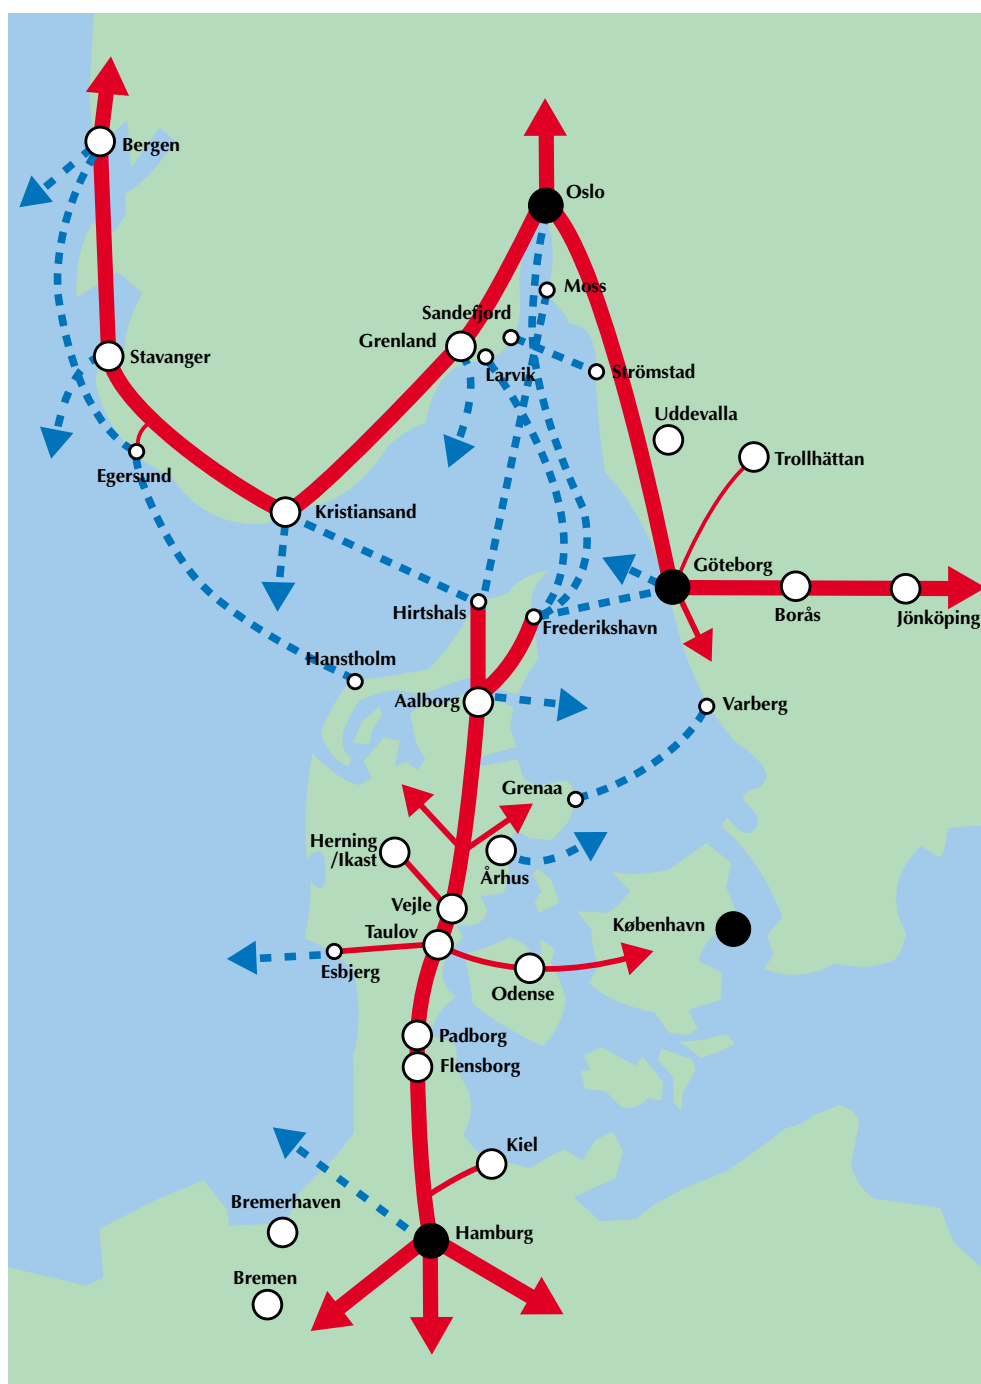 Bergen
Oslo
Moss
Sandefjord
Grenland
Stavanger
Larvik
Strömstad
Uddevalla
Trollhättan
Egersund
Kristiansand
Göteborg
Hirtshals
Borås
Jönköping
Frederikshavn
Hanstholm
Aalborg
Varberg
Grenaa
Herning
/Ikast
Århus
Vejle
København
Taulov
Esbjerg
Odense
Padborg
Flensborg
Kiel
Bremerhaven
Hamburg
Bremen